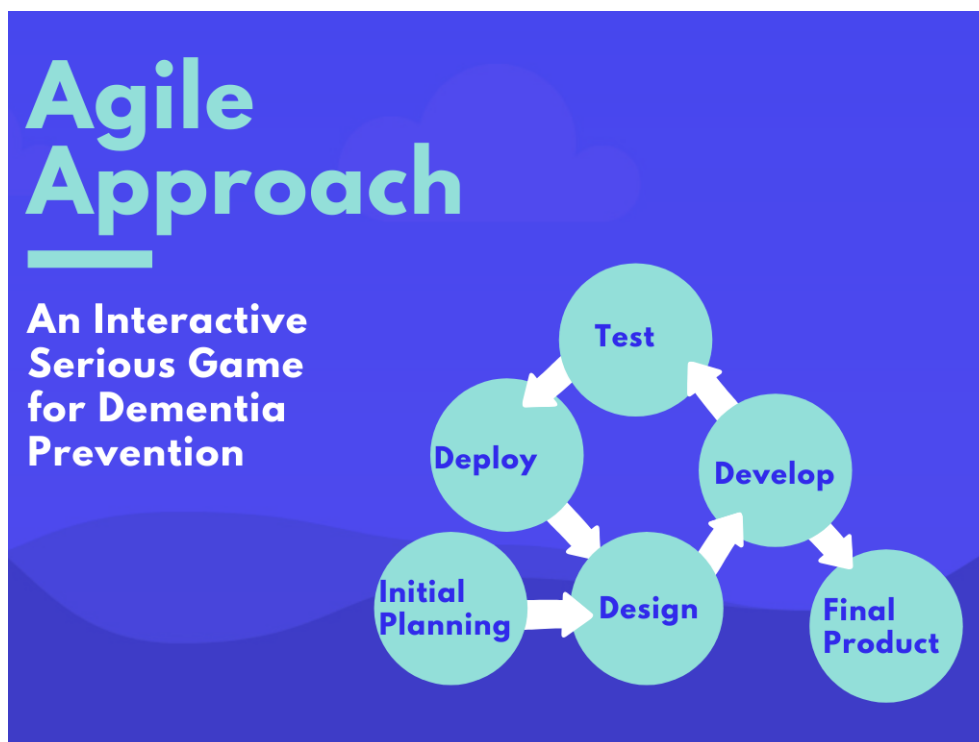 Agile
Approach
An Interactive
Serious Game
for Dementia
Prevention
Test
Deploy
Develop
Initial
Planning
Design
Final
Product